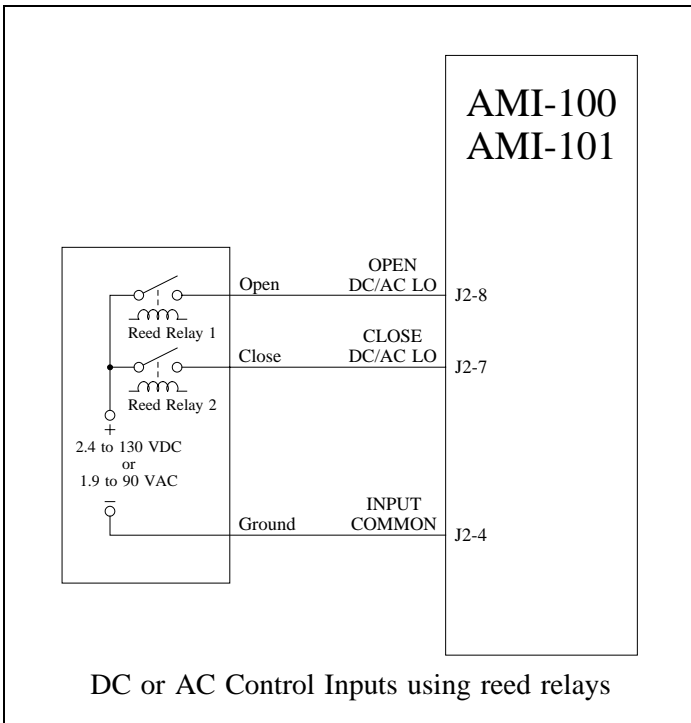 AMI-100
AMI-101
OPEN
Open DC/AC LO J2-8
Reed Relay 1
CLOSE
Close DC/AC LO J2-7
Reed Relay 2
+
2.4 to 130 VDC
or
1.9 to 90 VAC
−
INPUT
Ground COMMON J2-4
DC or AC Control Inputs using reed relays